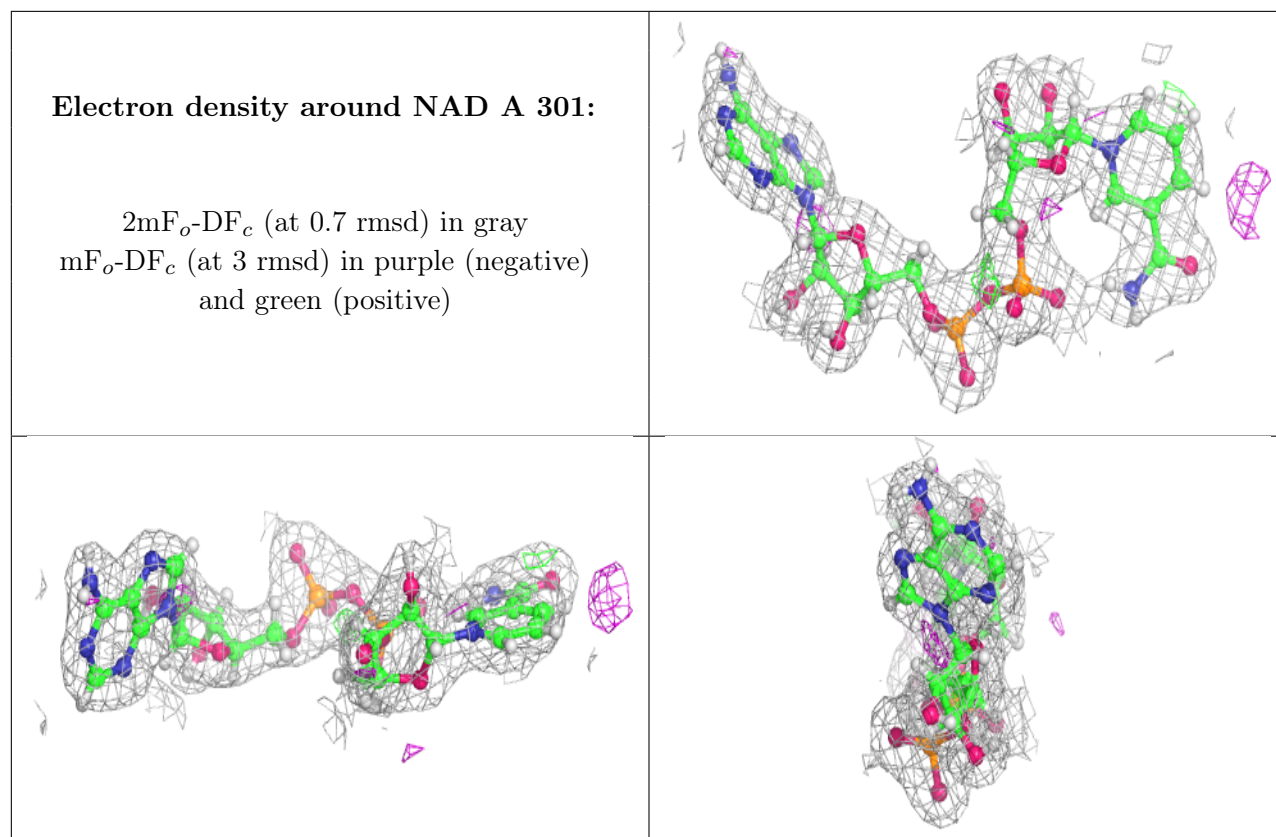 Electron density around NAD A 301:
2mFₒ-DF𝒸 (at 0.7 rmsd) in gray
mFₒ-DF𝒸 (at 3 rmsd) in purple (negative)
and green (positive)